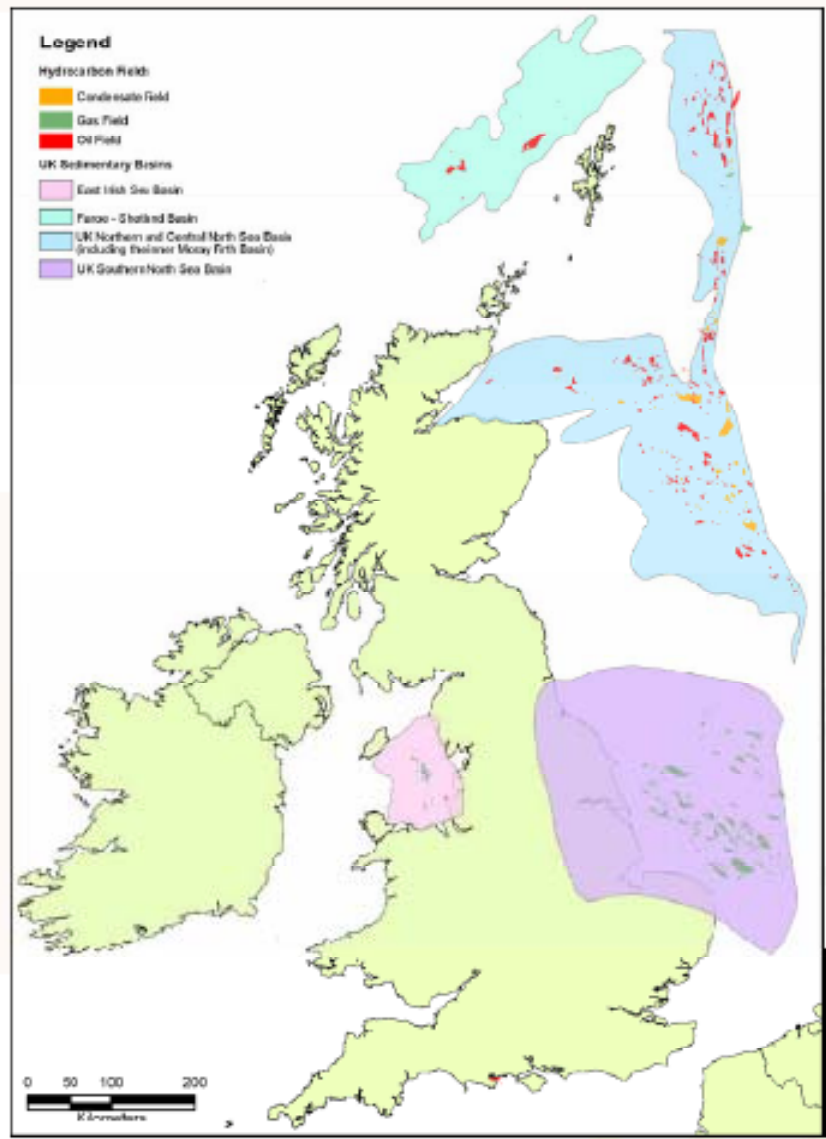 Legend
Hydrocarbon Fields
Condensate Field
Gas Field
Oil Field
UK Sedimentary Basins
East Irish Sea Basin
Faroe - Shetland Basin
UK Northern and Central North Sea Basin
(including the inner Moray Firth Basin)
UK Southern North Sea Basin
0 50 100 200
Kilometers